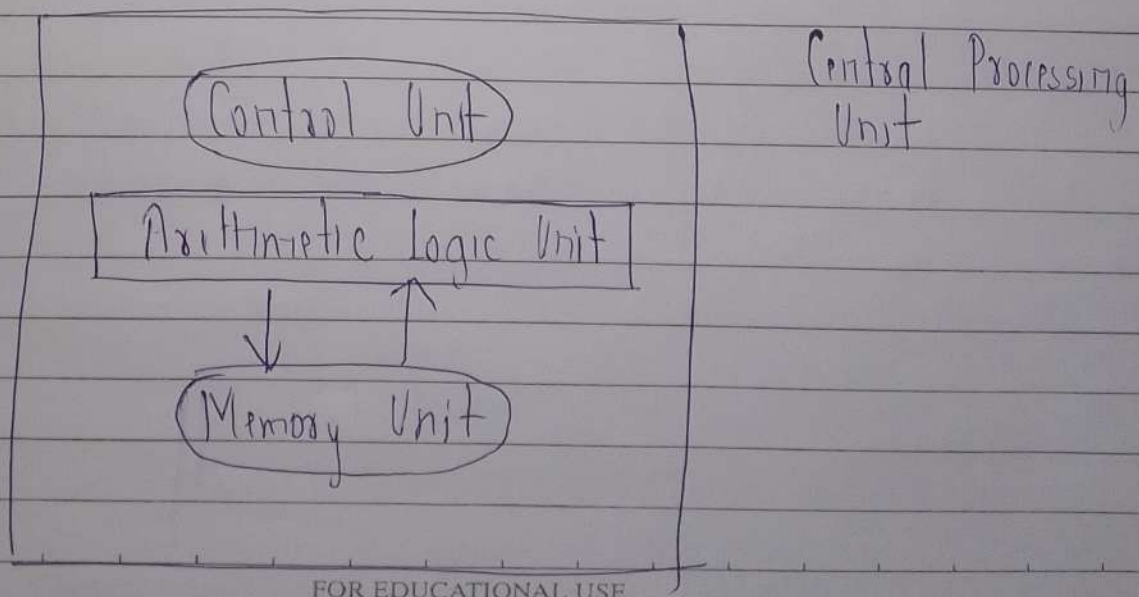 Central Processing
Unit
Control Unit
Arithmetic Logic Unit
Memory Unit
FOR EDUCATIONAL USE